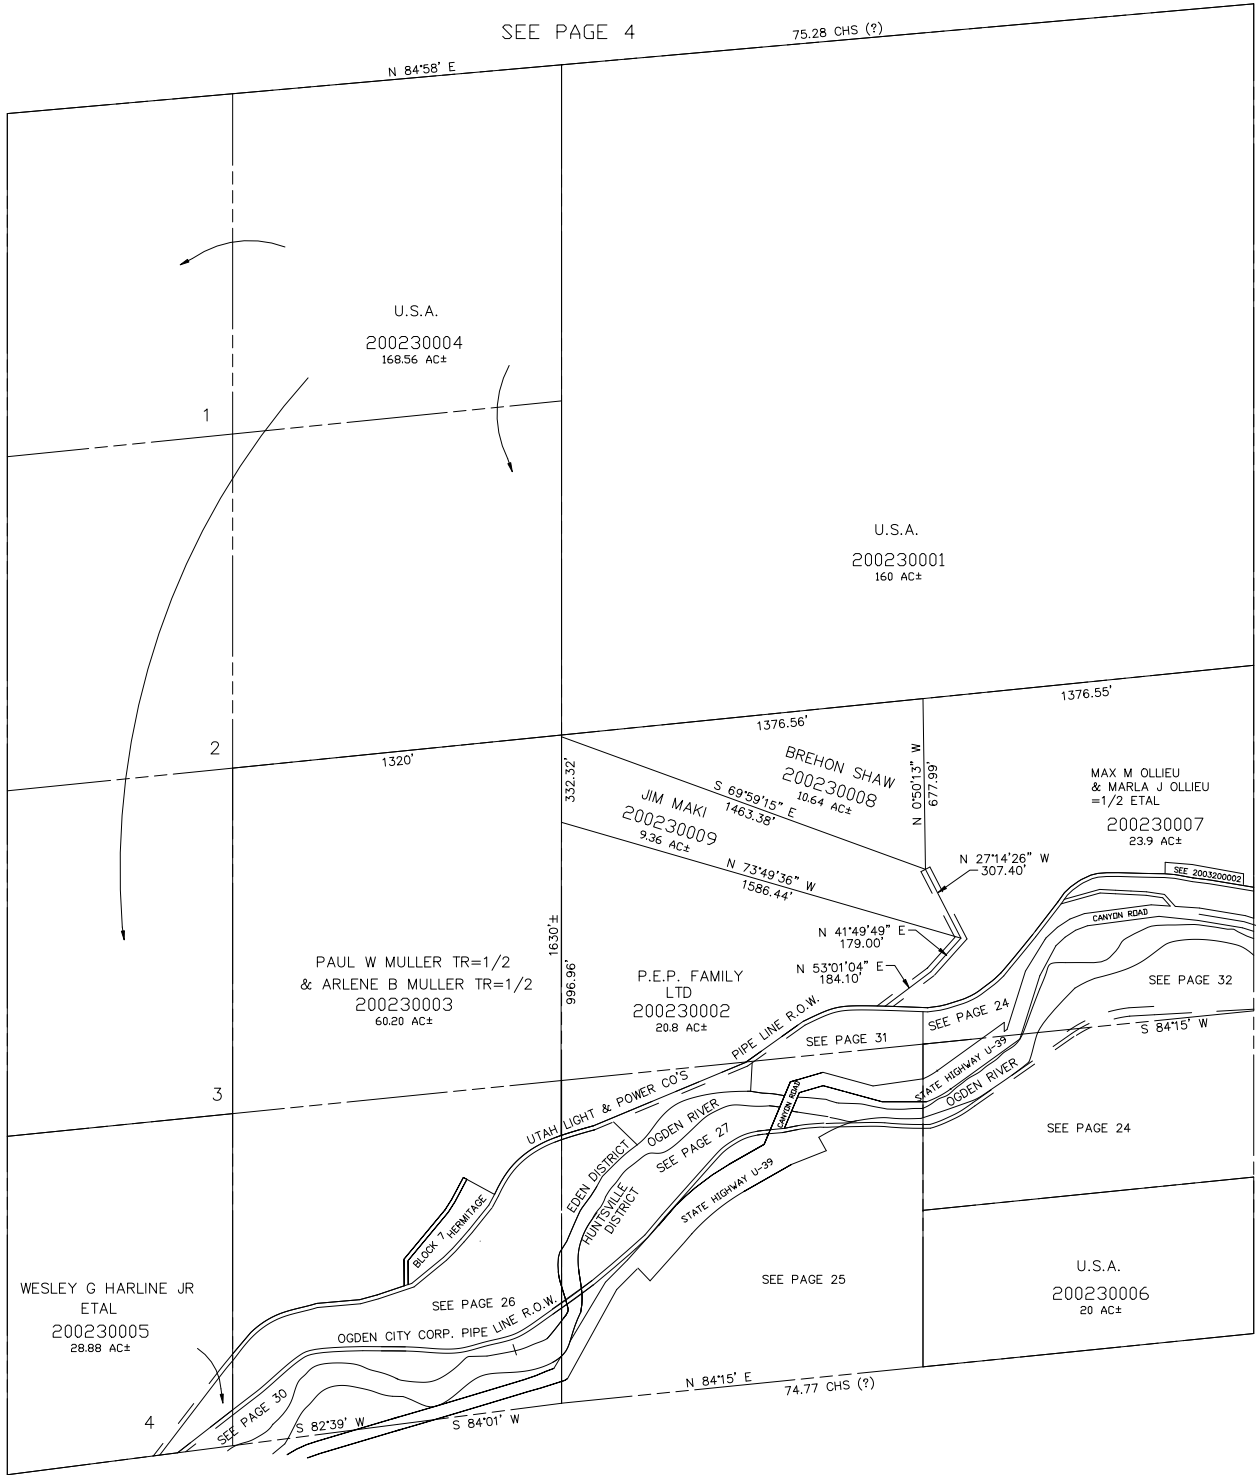 SEE PAGE 4
75.28 CHS (?)
N 84°58' E
U.S.A.
200230004
168.56 AC±
1
U.S.A.
200230001
160 AC±
2
1320'
1376.56'
1376.55'
332.32'
BREHON SHAW
200230008
10.64 AC±
S 69°59'15" E
1463.38'
N 0°50'13" W
677.99'
JIM MAKI
200230009
9.36 AC±
N 73°49'36" W
1586.44'
MAX M OLLIEU
& MARLA J OLLIEU
=1/2 ETAL
200230007
23.9 AC±
N 27°14'26" W
307.40'
SEE 2003200002
CANYON ROAD
N 41°49'49" E
179.00'
N 53°01'04" E
184.10'
1630'±
996.96'
PAUL W MULLER TR=1/2
& ARLENE B MULLER TR=1/2
200230003
60.20 AC±
P.E.P. FAMILY
LTD
200230002
20.8 AC±
SEE PAGE 32
S 84°15' W
SEE PAGE 24
SEE PAGE 31
UTAH LIGHT & POWER CO'S PIPE LINE R.O.W.
STATE HIGHWAY U-39
OGDEN RIVER
3
CANYON ROAD
OGDEN RIVER
SEE PAGE 27
SEE PAGE 24
EDEN DISTRICT
HUNTSVILLE
DISTRICT
STATE HIGHWAY U-39
BLOCK 7 HERMITAGE
SEE PAGE 25
U.S.A.
200230006
20 AC±
WESLEY G HARLINE JR
ETAL
200230005
28.88 AC±
SEE PAGE 26
OGDEN CITY CORP. PIPE LINE R.O.W.
N 84°15' E
74.77 CHS (?)
4
SEE PAGE 30
S 82°39' W
S 84°01' W